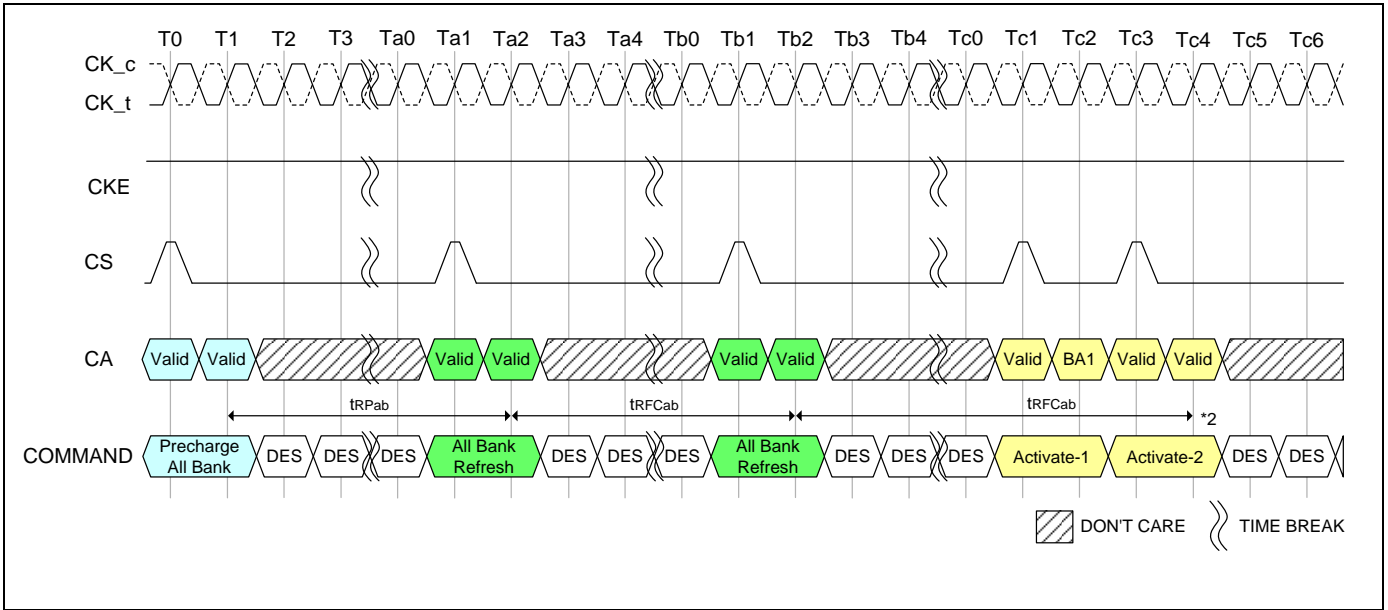 T0 T1 T2 T3 Ta0 Ta1 Ta2 Ta3 Ta4 Tb0 Tb1 Tb2 Tb3 Tb4 Tc0 Tc1 Tc2 Tc3 Tc4 Tc5 Tc6
CK_c
CK_t
CKE
CS
CA Valid Valid Valid Valid Valid Valid Valid BA1 Valid Valid
tRPab tRFCab tRFCab *2
COMMAND Precharge All Bank DES DES DES All Bank Refresh DES DES DES All Bank Refresh DES DES DES Activate-1 Activate-2 DES DES
DON'T CARE TIME BREAK